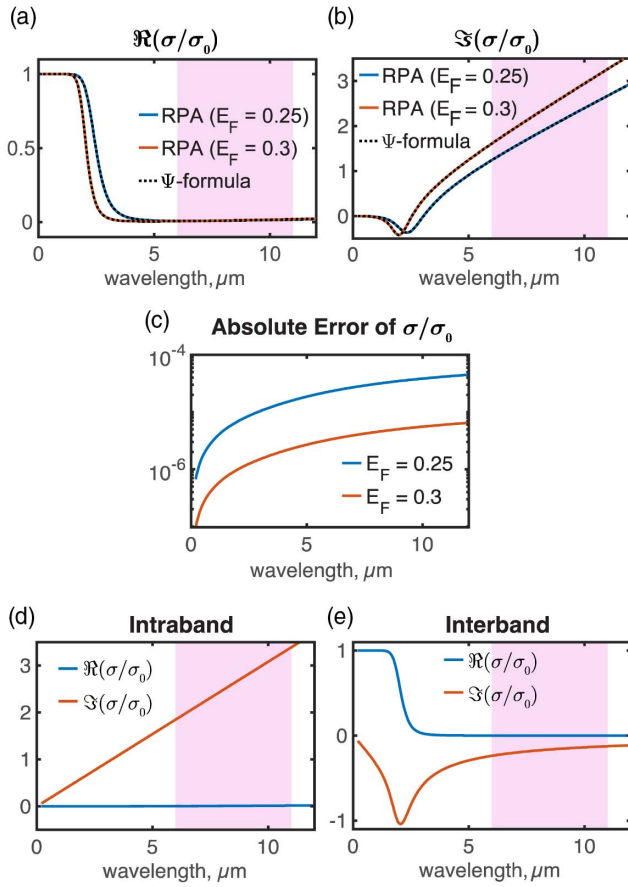 (a)
ℜ(σ/σ₀)
1
0.5
0
RPA (E_F = 0.25)
RPA (E_F = 0.3)
Ψ-formula
0 5 10
wavelength, μm
(b)
ℑ(σ/σ₀)
3
2
1
0
RPA (E_F = 0.25)
RPA (E_F = 0.3)
Ψ-formula
0 5 10
wavelength, μm
(c)
Absolute Error of σ/σ₀
10⁻⁴
10⁻⁶
E_F = 0.25
E_F = 0.3
0 5 10
wavelength, μm
(d)
Intraband
3
2
1
0
ℜ(σ/σ₀)
ℑ(σ/σ₀)
0 5 10
wavelength, μm
(e)
Interband
1
0
-1
ℜ(σ/σ₀)
ℑ(σ/σ₀)
0 5 10
wavelength, μm